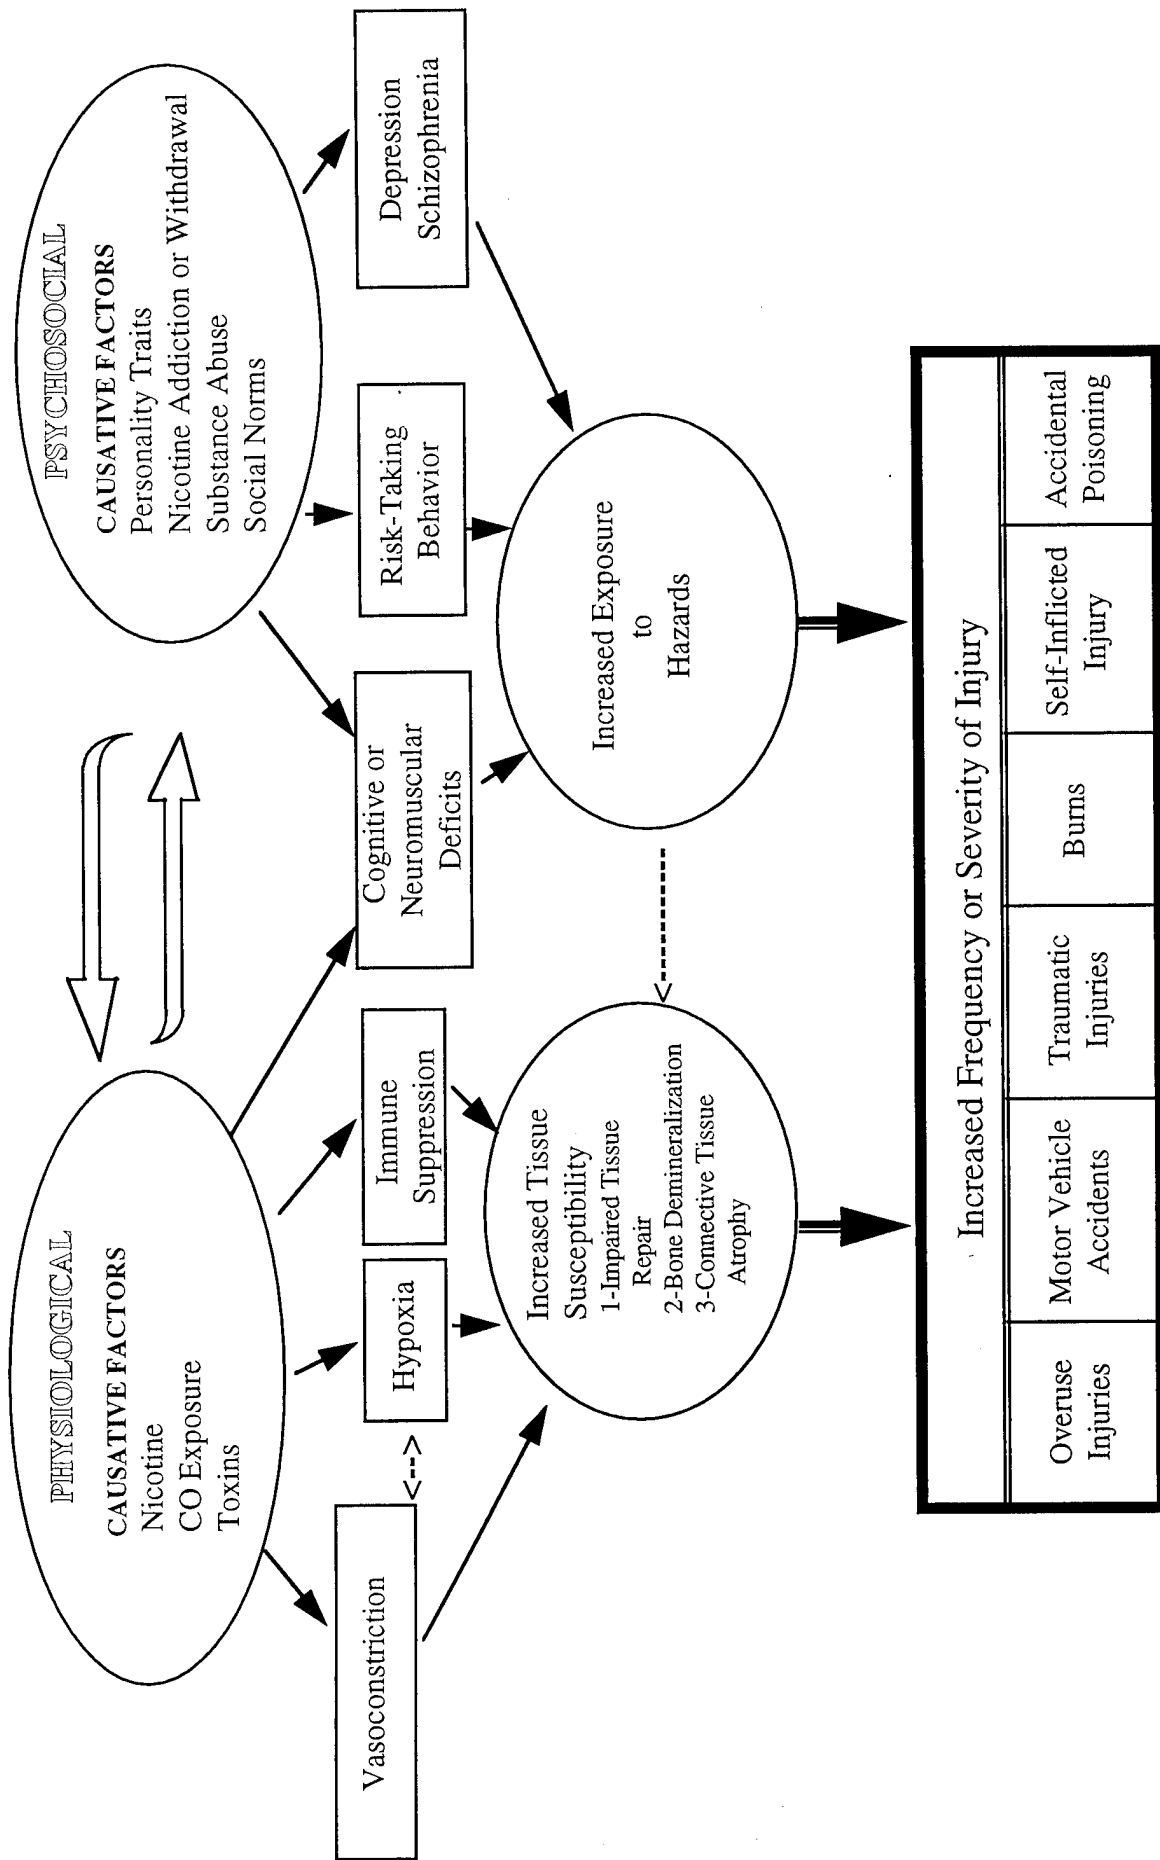 PHYSIOLOGICAL
CAUSATIVE FACTORS
Nicotine
CO Exposure
Toxins
PSYCHOSOCIAL
CAUSATIVE FACTORS
Personality Traits
Nicotine Addiction or Withdrawal
Substance Abuse
Social Norms
Vasoconstriction
Hypoxia
Immune
Suppression
Cognitive or
Neuromuscular
Deficits
Risk-Taking
Behavior
Depression
Schizophrenia
Increased Tissue
Susceptibility
1-Impaired Tissue
Repair
2-Bone Demineralization
3-Connective Tissue
Atrophy
Increased Exposure
to
Hazards
Increased Frequency or Severity of Injury
Overuse
Injuries
Motor Vehicle
Accidents
Traumatic
Injuries
Burns
Self-Inflicted
Injury
Accidental
Poisoning